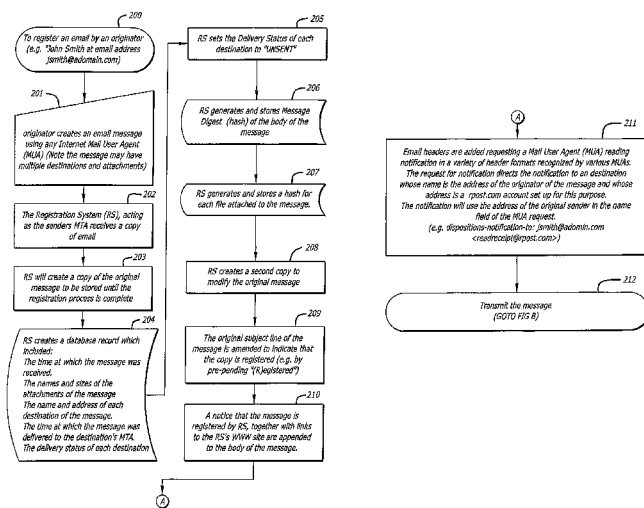 200
To register an email by an originator
(e.g. "John Smith at email address
jsmith@adomain.com)
201
originator creates an email message
using any Internet Mail User Agent
(MUA) (Note the message may have
multiple destinations and attachments)
202
The Registration System (RS), acting
as the senders MTA receives a copy
of email
203
RS will create a copy of the original
message to be stored until the
registration process is complete
204
RS creates a database record which
included:
The time at which the message was
received.
The names and sizes of the
attachments of the message
The name and address of each
destination of the message.
The time at which the message was
delivered to the destination's MTA.
The delivery status of each destination
205
RS sets the Delivery Status of each
destination to "UNSENT"
206
RS generates and stores Message
Digest (hash) of the body of the
message
207
RS generates and stores a hash for
each file attached to the message.
208
RS creates a second copy to
modify the original message
209
The original subject line of the
message is amended to indicate that
the copy is registered (e.g. by
pre-pending "(R)egistered")
210
A notice that the message is
registered by RS, together with links
to the RS's WWW site are appended
to the body of the message.
A
A
211
Email headers are added requesting a Mail User Agent (MUA) reading
notification in a variety of header formats recognized by various MUAs.
The request for notification directs the notification to an destination
whose name is the address of the originator of the message and whose
address is a rpost.com account set up for this purpose.
The notification will use the address of the original sender in the name
field of the MUA request.
(e.g. dispositions-notification-to: jsmith@adomin.com
<readreceipt@rpost.com>
212
Transmit the message
(GOTO FIG 8)